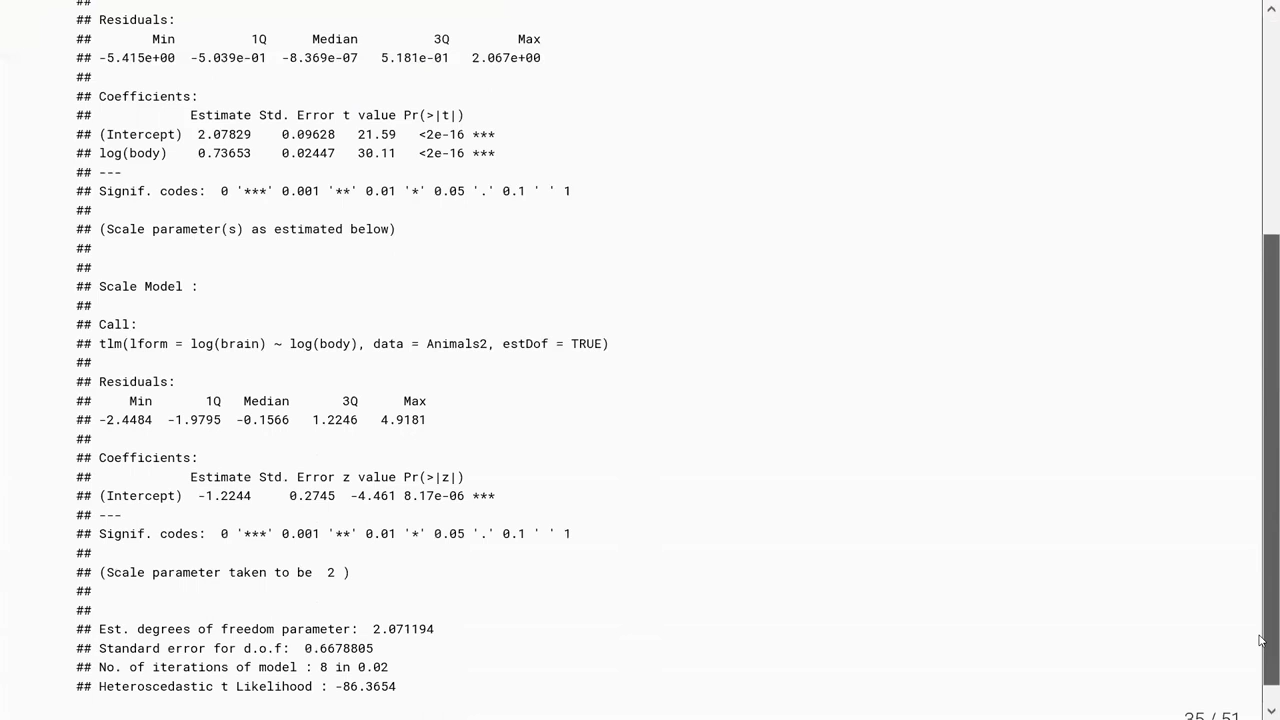 ##
## Residuals:
##        Min          1Q      Median          3Q         Max
## -5.415e+00  -5.039e-01  -8.369e-07   5.181e-01   2.067e+00
##
## Coefficients:
##             Estimate Std. Error t value Pr(>|t|)
## (Intercept)  2.07829    0.09628   21.59   <2e-16 ***
## log(body)    0.73653    0.02447   30.11   <2e-16 ***
## ---
## Signif. codes:  0 '***' 0.001 '**' 0.01 '*' 0.05 '.' 0.1 ' ' 1
##
## (Scale parameter(s) as estimated below)
##
##
## Scale Model :
##
## Call:
## tlm(lform = log(brain) ~ log(body), data = Animals2, estDof = TRUE)
##
## Residuals:
##     Min       1Q   Median       3Q      Max
## -2.4484  -1.9795  -0.1566   1.2246   4.9181
##
## Coefficients:
##             Estimate Std. Error z value Pr(>|z|)
## (Intercept)  -1.2244     0.2745  -4.461 8.17e-06 ***
## ---
## Signif. codes:  0 '***' 0.001 '**' 0.01 '*' 0.05 '.' 0.1 ' ' 1
##
## (Scale parameter taken to be  2 )
##
##
## Est. degrees of freedom parameter:  2.071194
## Standard error for d.o.f:  0.6678805
## No. of iterations of model : 8 in 0.02
## Heteroscedastic t Likelihood : -86.3654
35 / 51